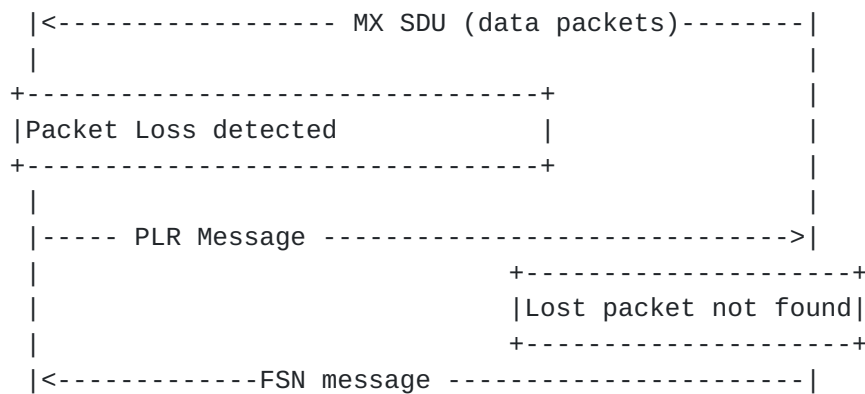 |<------------------ MX SDU (data packets)--------|
|                                                 |
+---------------------------------+               |
|Packet Loss detected             |               |
+---------------------------------+               |
|                                                 |
|----- PLR Message ------------------------------>|
|                              +---------------------+
|                              |Lost packet not found|
|                              +---------------------+
|<-------------FSN message -----------------------|